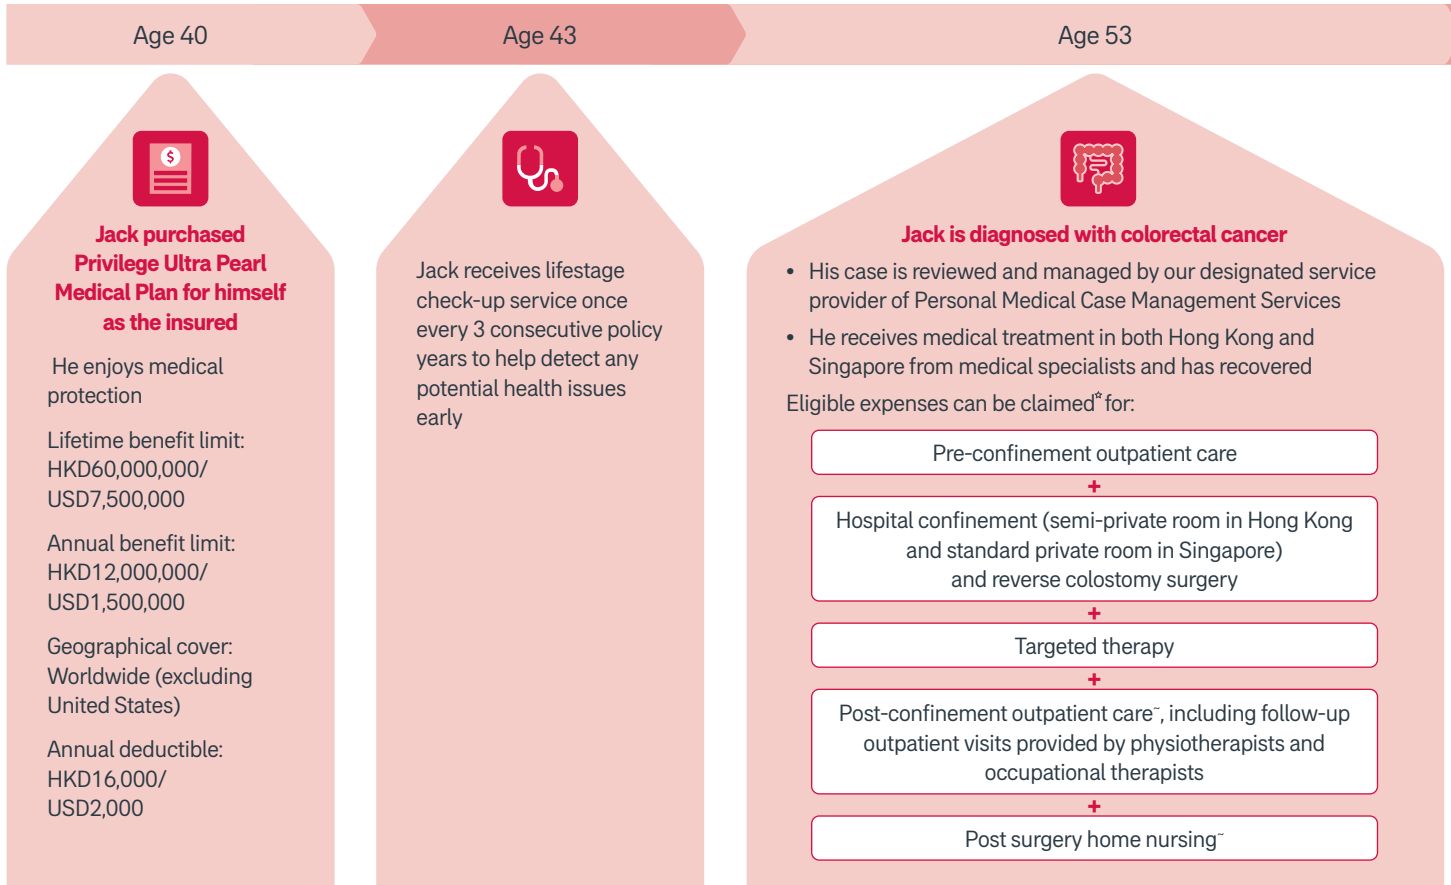 Age 40
Age 43
Age 53
$
Jack purchased
Privilege Ultra Pearl
Medical Plan for himself
as the insured
He enjoys medical
protection
Lifetime benefit limit:
HKD60,000,000/
USD7,500,000
Annual benefit limit:
HKD12,000,000/
USD1,500,000
Geographical cover:
Worldwide (excluding
United States)
Annual deductible:
HKD16,000/
USD2,000
Jack receives lifestage
check-up service once
every 3 consecutive policy
years to help detect any
potential health issues
early
Jack is diagnosed with colorectal cancer
• His case is reviewed and managed by our designated service
provider of Personal Medical Case Management Services
• He receives medical treatment in both Hong Kong and
Singapore from medical specialists and has recovered
Eligible expenses can be claimed☆ for:
Pre-confinement outpatient care
+
Hospital confinement (semi-private room in Hong Kong
and standard private room in Singapore)
and reverse colostomy surgery
+
Targeted therapy
+
Post-confinement outpatient care~, including follow-up
outpatient visits provided by physiotherapists and
occupational therapists
+
Post surgery home nursing~